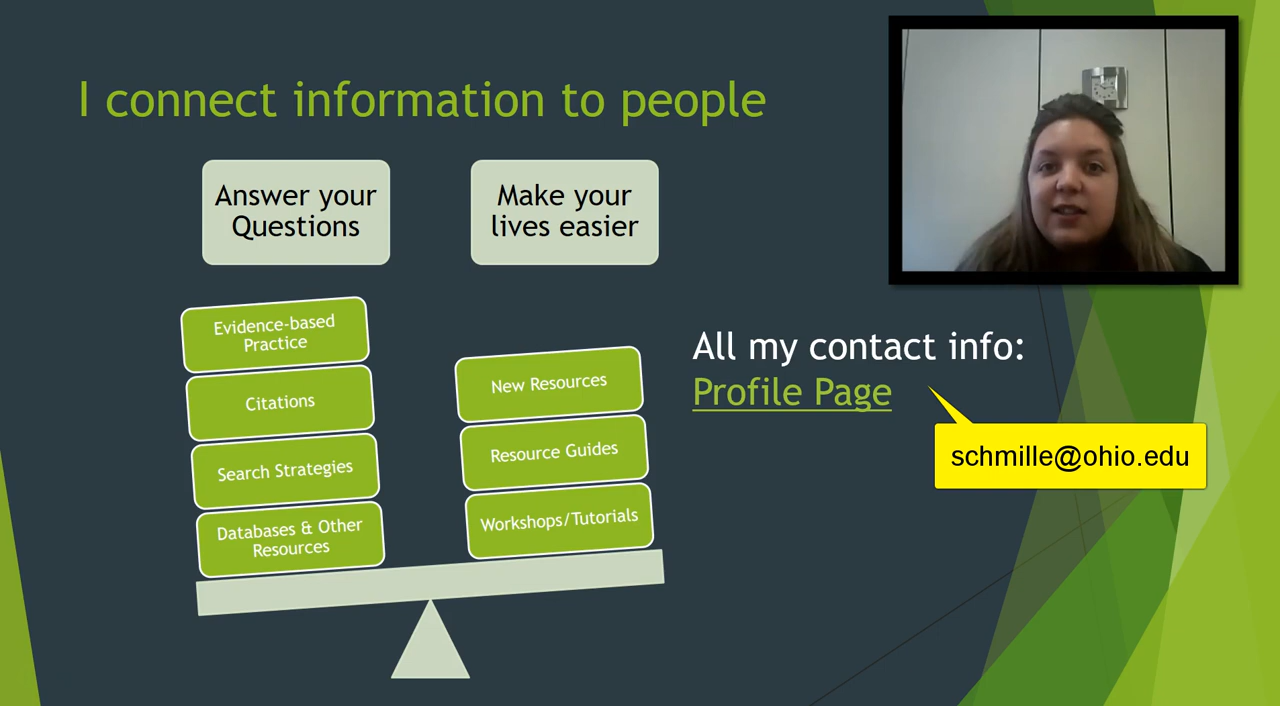 I connect information to people
Answer your
Questions
Make your
lives easier
Evidence-based
Practice
Citations
Search Strategies
Databases & Other
Resources
New Resources
Resource Guides
Workshops/Tutorials
All my contact info:
Profile Page
schmille@ohio.edu